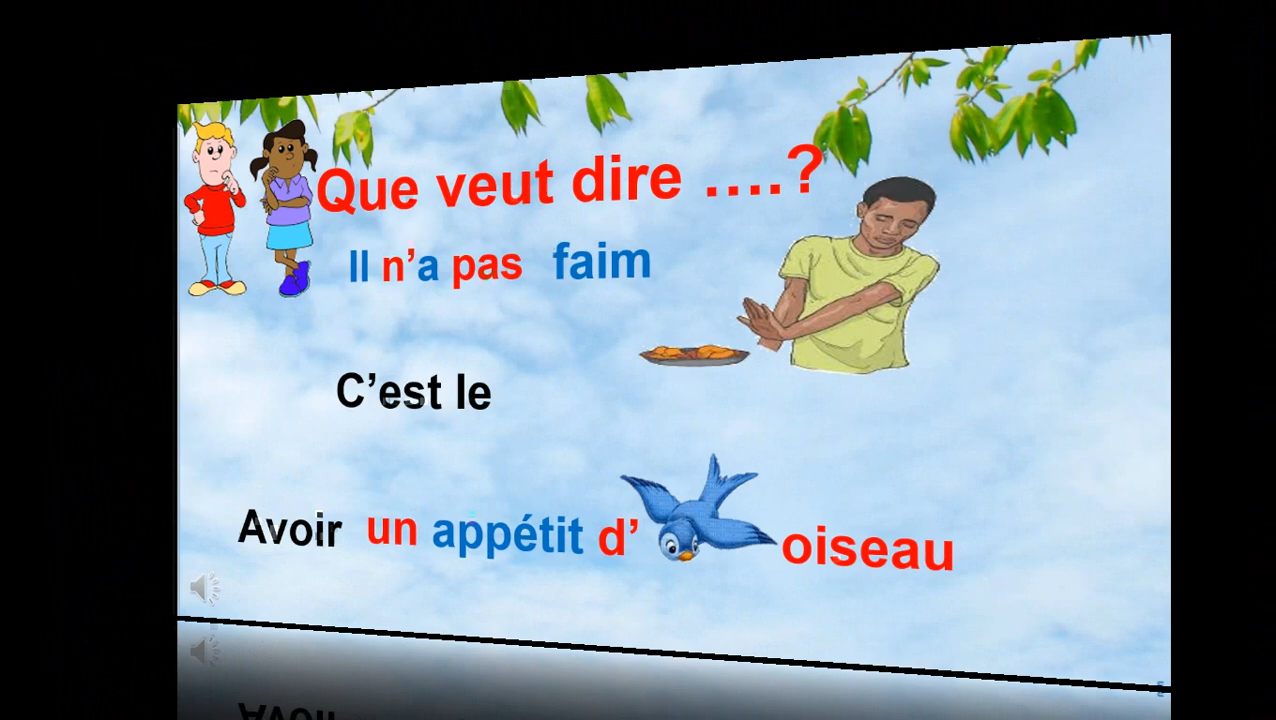 Que veut dire ….?
Il n’a pas faim
C’est le
Avoir un appétit d’ oiseau